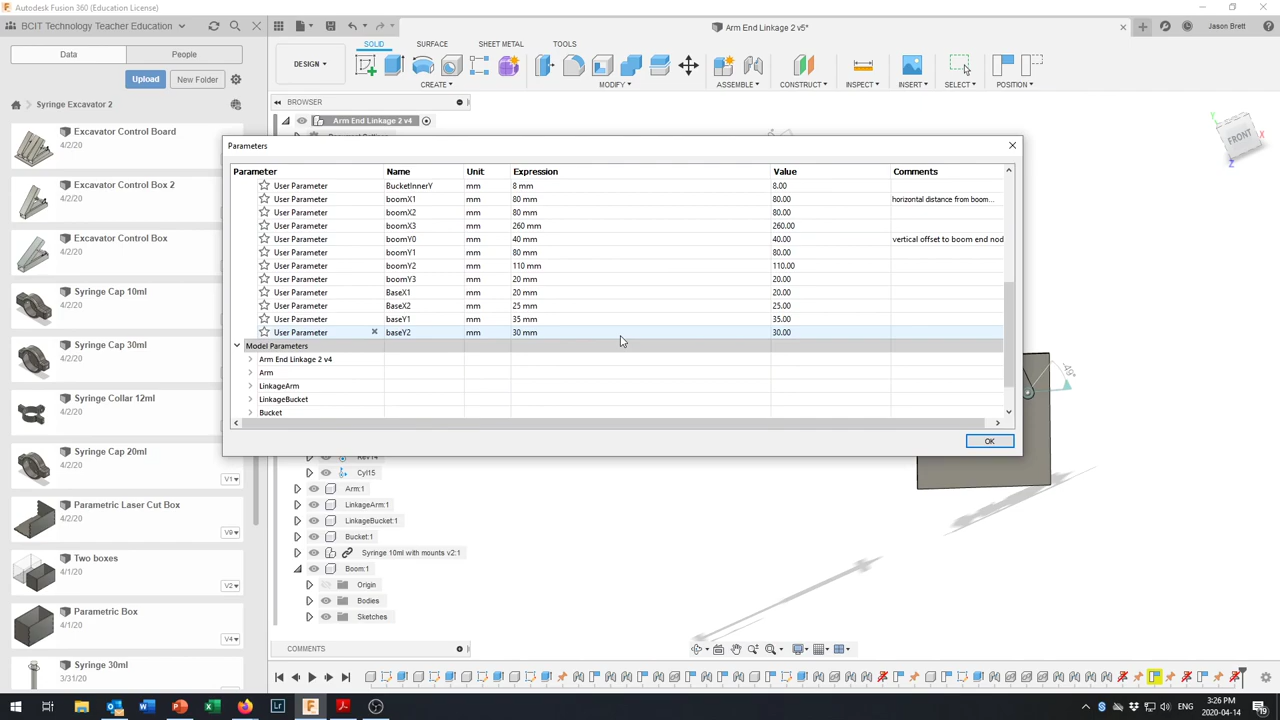 Autodesk Fusion 360 (Education License)
BCIT Technology Teacher Education
Arm End Linkage 2 v6*
Jason Brett
Data
People
SOLID
SURFACE
SHEET METAL
TOOLS
Upload
New Folder
DESIGN
CREATE
MODIFY
ASSEMBLE
CONSTRUCT
INSPECT
INSERT
SELECT
POSITION
Syringe Excavator 2
BROWSER
Arm End Linkage 2 v4
Excavator Control Board
4/2/20
Excavator Control Box 2
4/2/20
Excavator Control Box
4/2/20
Syringe Cap 10ml
4/2/20
Syringe Cap 30ml
4/2/20
Syringe Collar 12ml
4/2/20
Syringe Cap 20ml
4/2/20
V1
Parametric Laser Cut Box
4/2/20
V9
Two boxes
4/1/20
V2
Parametric Box
4/1/20
V4
Syringe 30ml
3/31/20
Parameters
Parameter Name Unit Expression Value Comments
User Parameter BucketInnerY mm 8 mm 8.00
User Parameter boomX1 mm 80 mm 80.00 horizontal distance from boom...
User Parameter boomX2 mm 80 mm 80.00
User Parameter boomX3 mm 260 mm 260.00
User Parameter boomY0 mm 40 mm 40.00 vertical offset to boom end nod
User Parameter boomY1 mm 80 mm 80.00
User Parameter boomY2 mm 110 mm 110.00
User Parameter boomY3 mm 20 mm 20.00
User Parameter BaseX1 mm 20 mm 20.00
User Parameter BaseX2 mm 25 mm 25.00
User Parameter baseY1 mm 35 mm 35.00
User Parameter baseY2 mm 30 mm 30.00
Model Parameters
Arm End Linkage 2 v4
Arm
LinkageArm
LinkageBucket
Bucket
OK
FRONT
Y
X
Z
Rev14
Cyl15
Arm:1
LinkageArm:1
LinkageBucket:1
Bucket:1
Syringe 10ml with mounts v2:1
Boom:1
Origin
Bodies
Sketches
COMMENTS
ENG
3:26 PM
2020-04-14
19